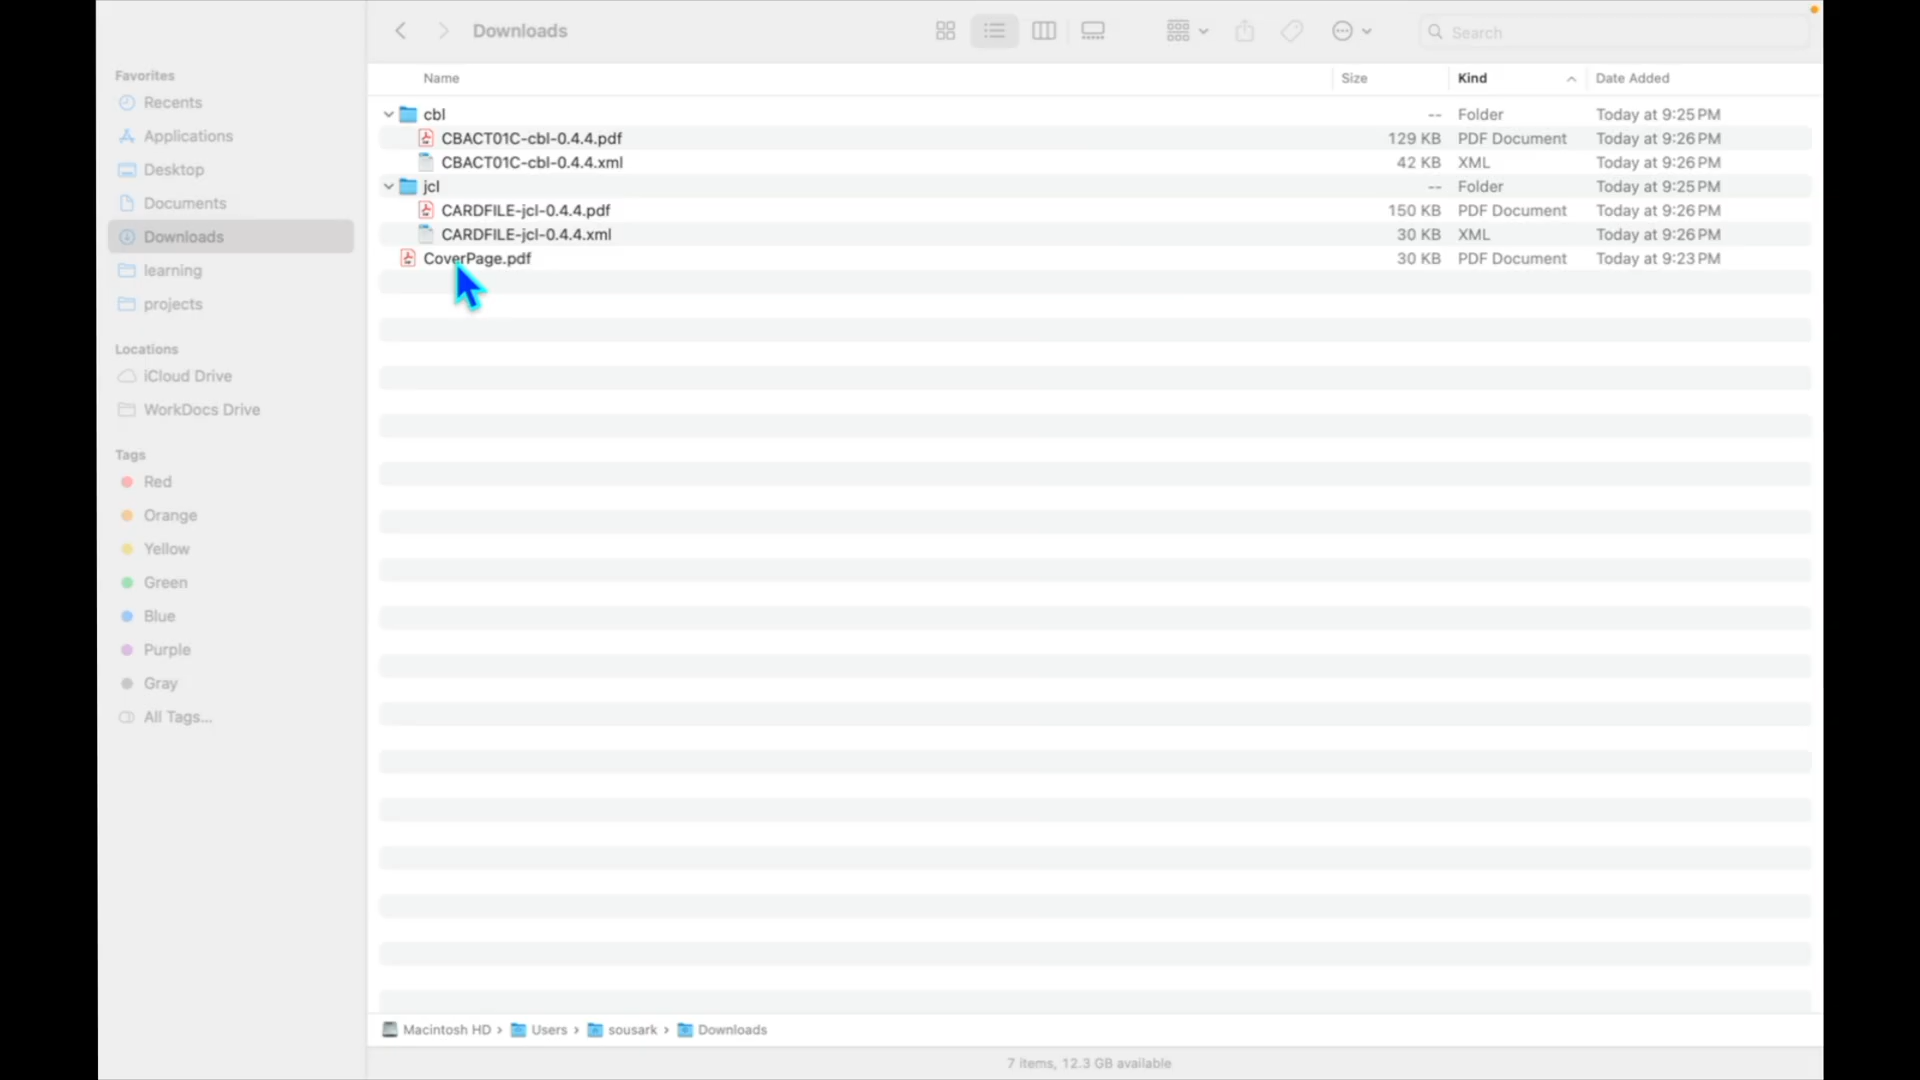 Downloads
Search
Favorites
Recents
Applications
Desktop
Documents
Downloads
learning
projects
Locations
iCloud Drive
WorkDocs Drive
Tags
Red
Orange
Yellow
Green
Blue
Purple
Gray
All Tags...
Name Size Kind Date Added
cbl -- Folder Today at 9:25 PM
CBACT01C-cbl-0.4.4.pdf 129 KB PDF Document Today at 9:26 PM
CBACT01C-cbl-0.4.4.xml 42 KB XML Today at 9:26 PM
jcl -- Folder Today at 9:25 PM
CARDFILE-jcl-0.4.4.pdf 150 KB PDF Document Today at 9:26 PM
CARDFILE-jcl-0.4.4.xml 30 KB XML Today at 9:26 PM
CoverPage.pdf 30 KB PDF Document Today at 9:23 PM
Macintosh HD › Users › sousark › Downloads
7 items, 12.3 GB available